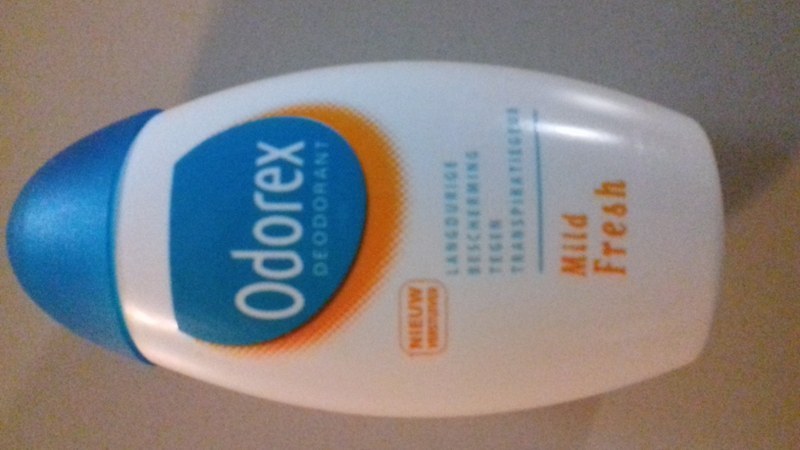 Odorex
DEODORANT
NIEUW
LANGDURIGE
BESCHERMING
TEGEN
TRANSPIRATIEGEUR
Mild
Fresh